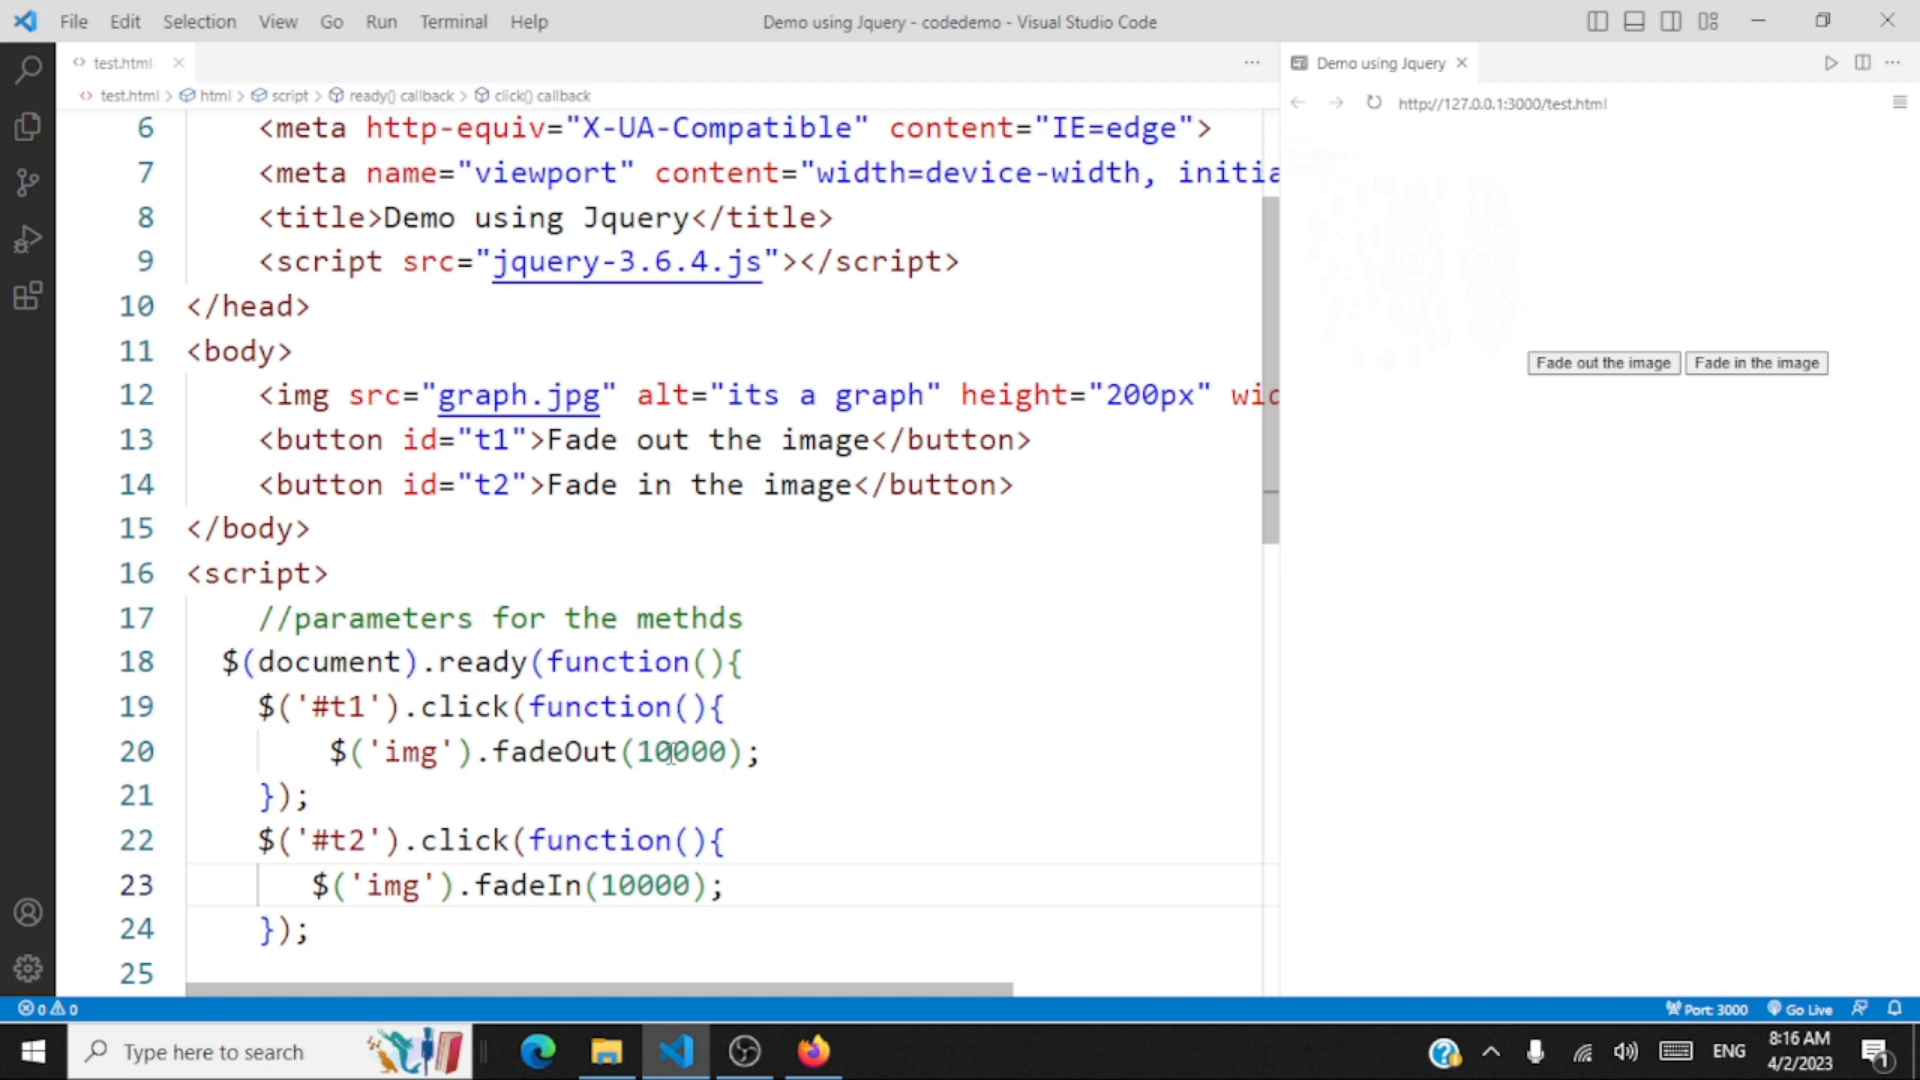 File Edit Selection View Go Run Terminal Help
Demo using Jquery - codedemo - Visual Studio Code
test.html
Demo using Jquery
test.html > html > script > ready() callback > click() callback
http://127.0.0.1:3000/test.html
6 <meta http-equiv="X-UA-Compatible" content="IE=edge">
7 <meta name="viewport" content="width=device-width, initia
8 <title>Demo using Jquery</title>
9 <script src="jquery-3.6.4.js"></script>
10 </head>
11 <body>
12 <img src="graph.jpg" alt="its a graph" height="200px" wid
13 <button id="t1">Fade out the image</button>
14 <button id="t2">Fade in the image</button>
15 </body>
16 <script>
17 //parameters for the methds
18 $(document).ready(function(){
19 $('#t1').click(function(){
20 $('img').fadeOut(10000);
21 });
22 $('#t2').click(function(){
23 $('img').fadeIn(10000);
24 });
25
Fade out the image Fade in the image
0 0
Port: 3000 Go Live
Type here to search
ENG
8:16 AM
4/2/2023
1